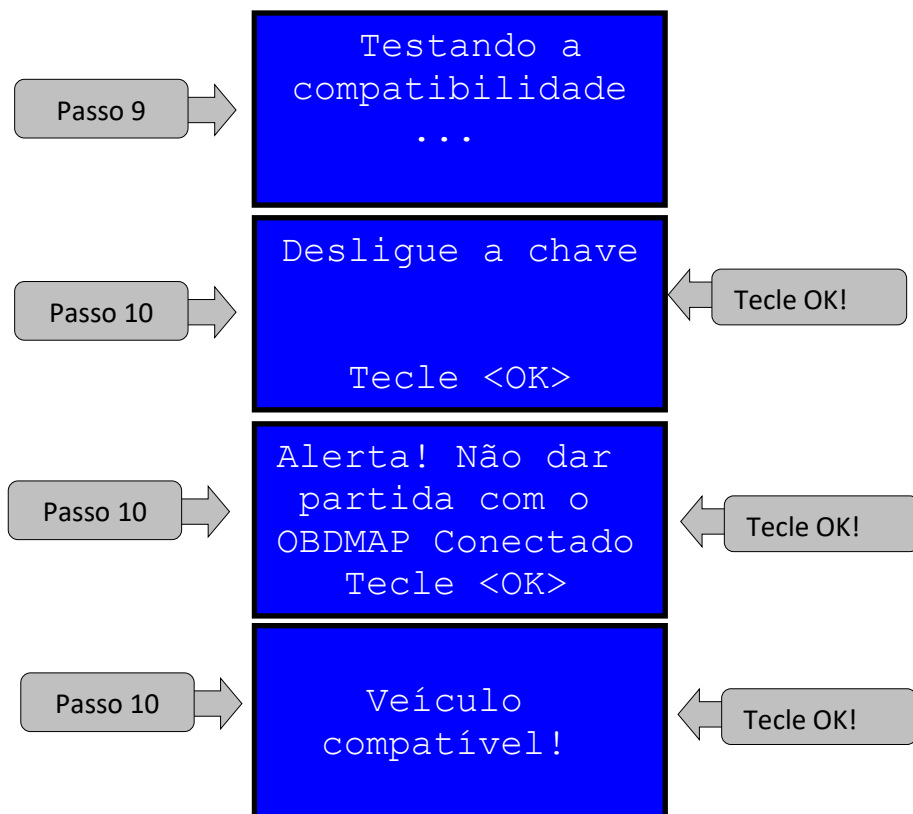 Passo 9
Testando a
compatibilidade
...
Passo 10
Desligue a chave
Tecle <OK>
Tecle OK!
Passo 10
Alerta! Não dar
partida com o
OBDMAP Conectado
Tecle <OK>
Tecle OK!
Passo 10
Veículo
compatível!
Tecle OK!